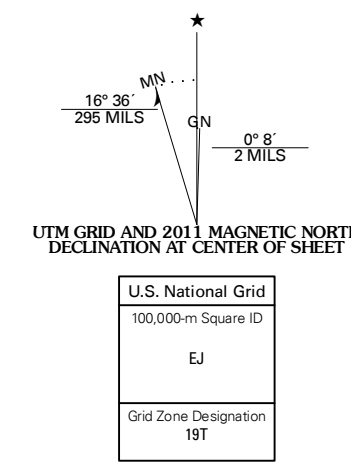 MN
16° 36´
295 MILS
GN
0° 8´
2 MILS
UTM GRID AND 2011 MAGNETIC NORTH
DECLINATION AT CENTER OF SHEET
U.S. National Grid
100,000-m Square ID
EJ
Grid Zone Designation
19T